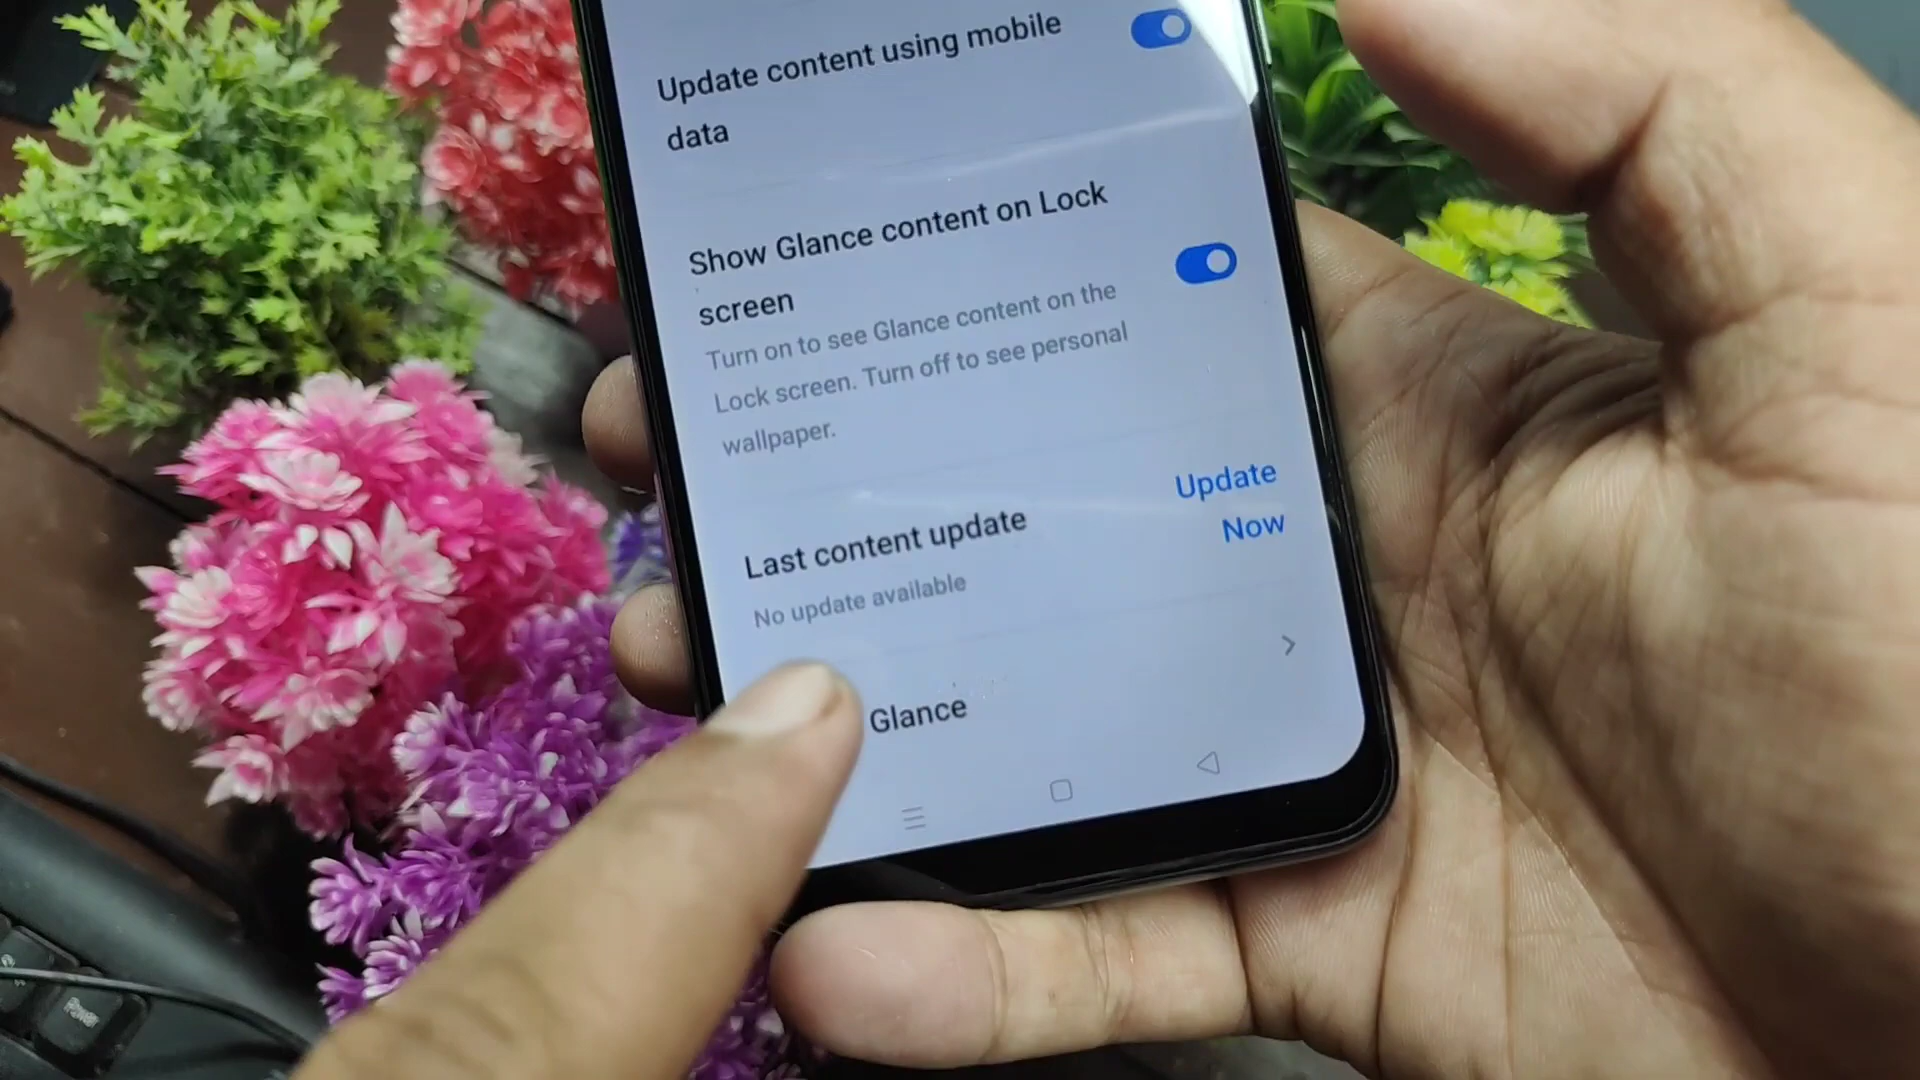 Update content using mobile
data
Show Glance content on Lock
screen
Turn on to see Glance content on the
Lock screen. Turn off to see personal
wallpaper.
Update
Now
Last content update
No update available
Glance